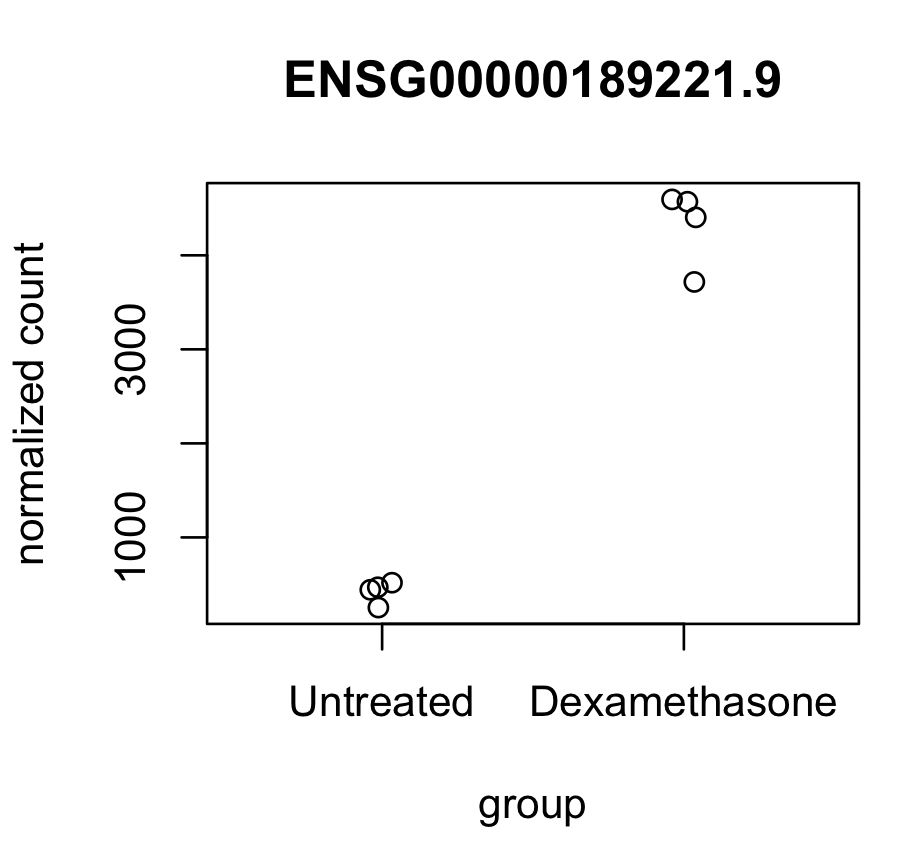 ENSG00000189221.9
normalized count
3000
1000
Untreated
Dexamethasone
group